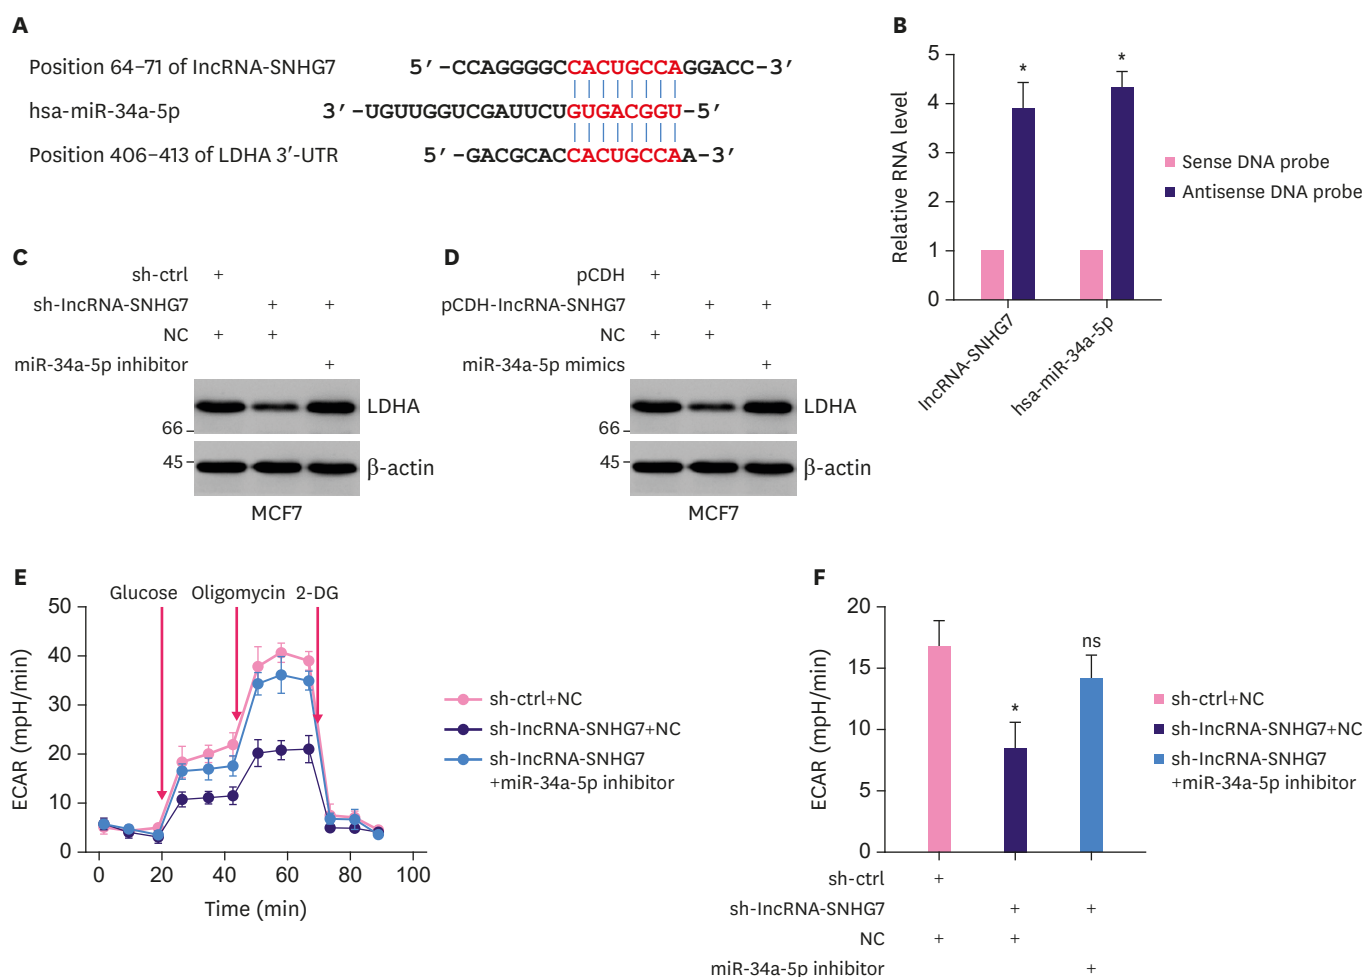 A
Position 64–71 of lncRNA-SNHG7 5′-CCAGGGGCCACUGCCAGGACC-3′
hsa-miR-34a-5p 3′-UGUUGGUCGAUUCUGUGACGGU-5′
Position 406–413 of LDHA 3′-UTR 5′-GACGCACCACUGCCAA-3′
B
Relative RNA level
5
4
3
2
1
0
*
*
lncRNA-SNHG7
hsa-miR-34a-5p
Sense DNA probe
Antisense DNA probe
C
sh-ctrl +
sh-lncRNA-SNHG7 + +
NC + +
miR-34a-5p inhibitor +
LDHA
66
45
β-actin
MCF7
D
pCDH +
pCDH-lncRNA-SNHG7 + +
NC + +
miR-34a-5p mimics +
LDHA
66
45
β-actin
MCF7
E
Glucose Oligomycin 2-DG
ECAR (mpH/min)
50
40
30
20
10
0
0 20 40 60 80 100
Time (min)
sh-ctrl+NC
sh-lncRNA-SNHG7+NC
sh-lncRNA-SNHG7
+miR-34a-5p inhibitor
F
ECAR (mpH/min)
20
15
10
5
0
*
ns
sh-ctrl +
sh-lncRNA-SNHG7 + +
NC + +
miR-34a-5p inhibitor +
sh-ctrl+NC
sh-lncRNA-SNHG7+NC
sh-lncRNA-SNHG7
+miR-34a-5p inhibitor